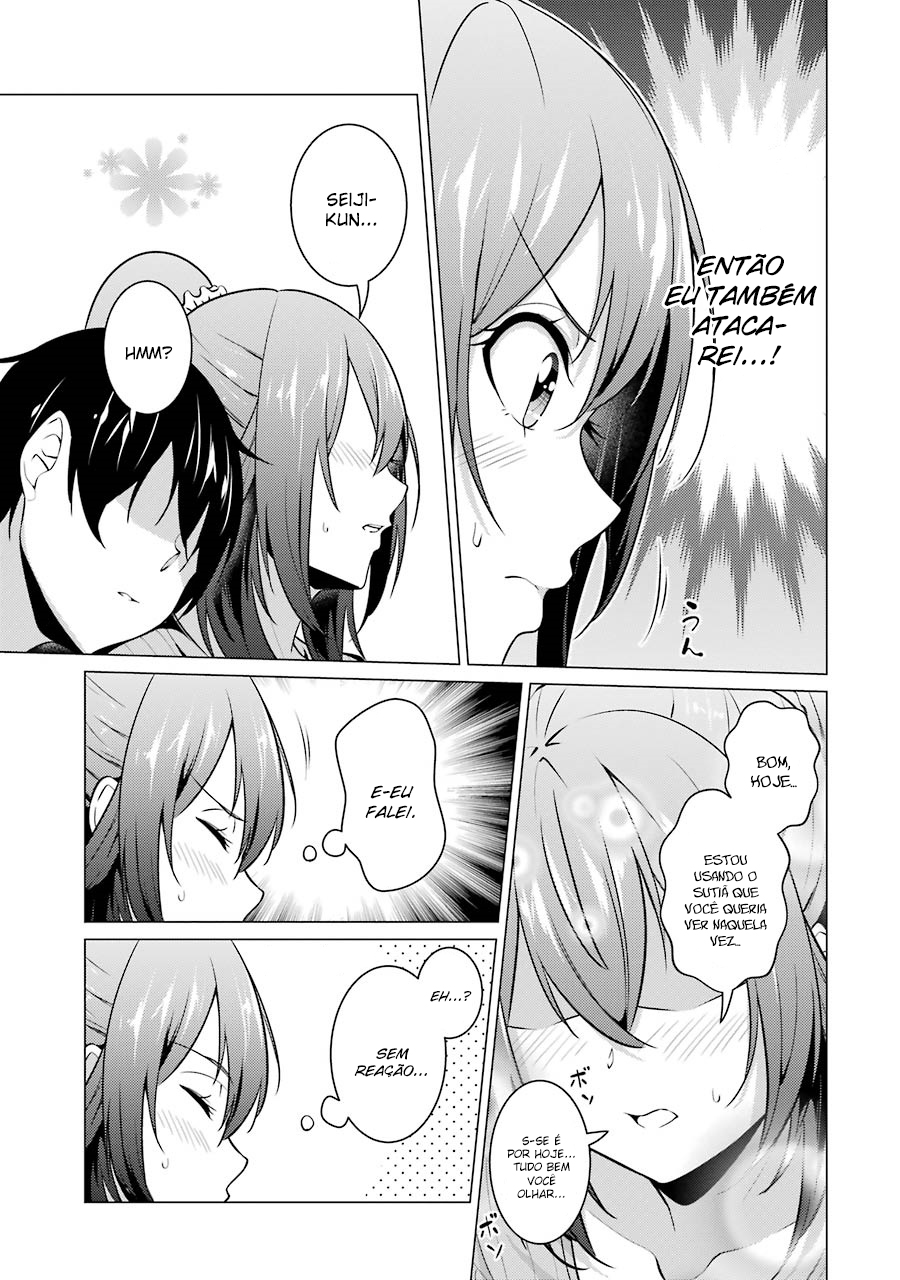 ENTÃO
EU TAMBÉM
ATACA-
REI...!
うん
SEIJI-
KUN...
HMM?
BOM,
HOJE...
ESTOU
USANDO O
SUTIÃ QUE
VOCÊ QUERIA
VER NAQUELA
VEZ..
ボン
S-SE É
POR HOJE...
TUDO BEM
VOCÊ
OLHAR...
ボン
E-EU
FALEI.
EH...?
SEM
REAÇÃO...